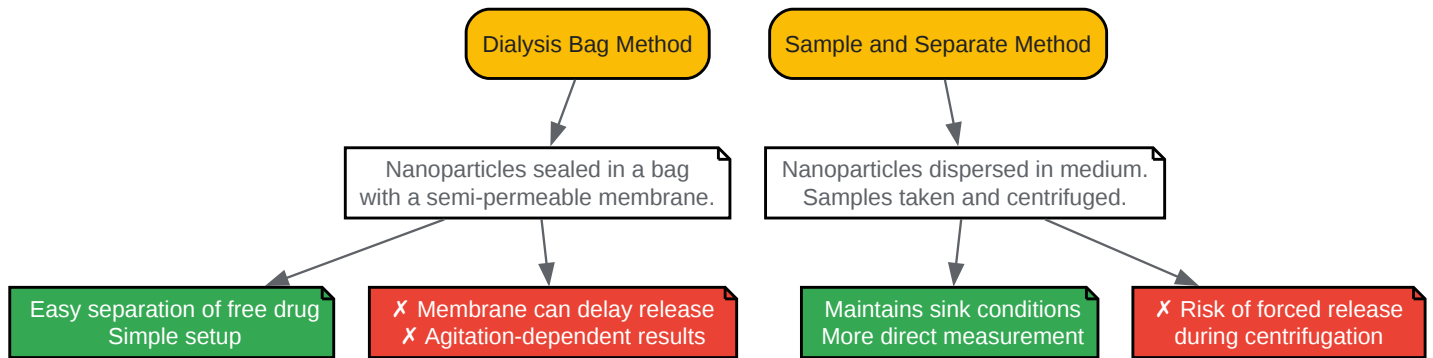 Dialysis Bag Method
Sample and Separate Method
Nanoparticles sealed in a bag
with a semi-permeable membrane.
Nanoparticles dispersed in medium.
Samples taken and centrifuged.
Easy separation of free drug
Simple setup
✗ Membrane can delay release
✗ Agitation-dependent results
Maintains sink conditions
More direct measurement
✗ Risk of forced release
during centrifugation